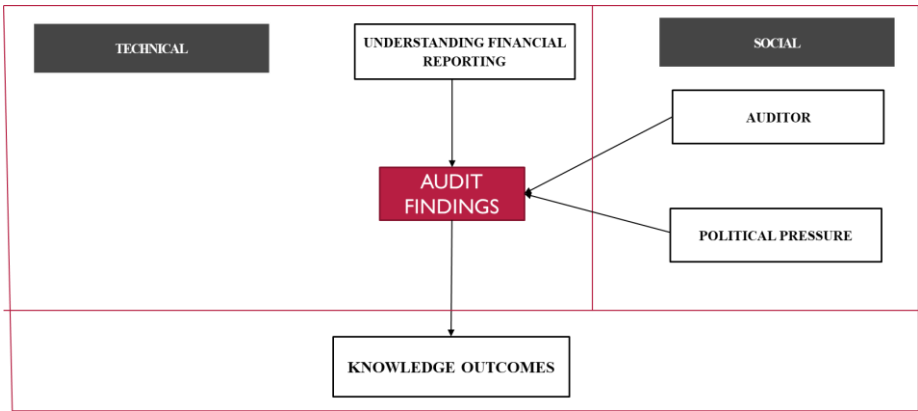 TECHNICAL
UNDERSTANDING FINANCIAL
REPORTING
SOCIAL
AUDITOR
AUDIT
FINDINGS
POLITICAL PRESSURE
KNOWLEDGE OUTCOMES